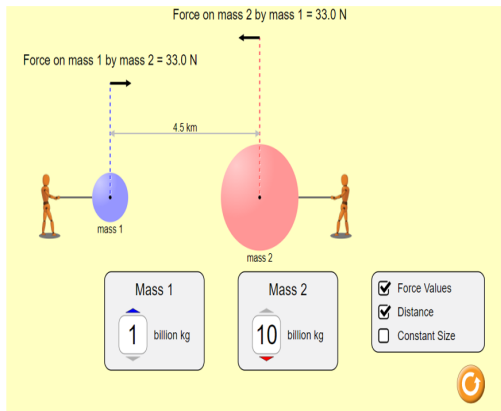 Force on mass 2 by mass 1 = 33.0 N
Force on mass 1 by mass 2 = 33.0 N
4.5 km
mass 1
mass 2
Mass 1
1 billion kg
Mass 2
10 billion kg
Force Values
Distance
Constant Size